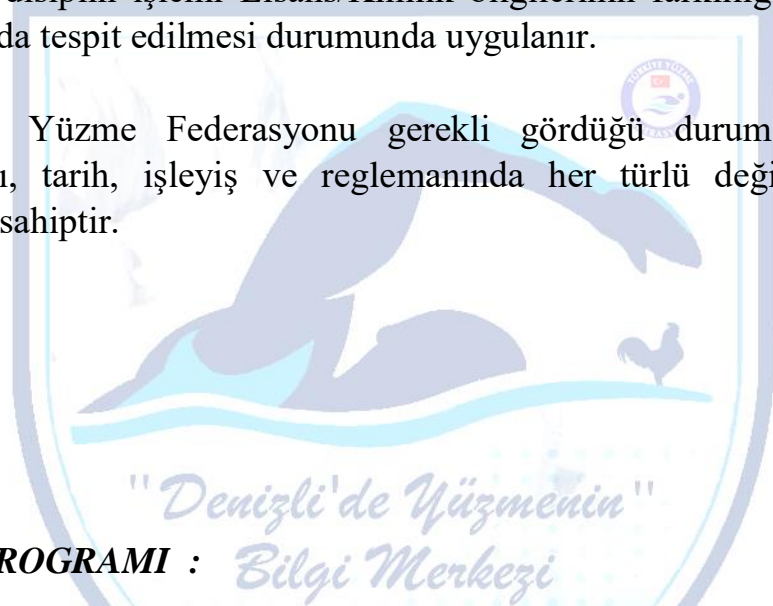 disiplin işlemi Lisans/Kimlik bilgilerinin
da tespit edilmesi durumunda uygulanır.
Yüzme Federasyonu gerekli gördüğü durum
ı, tarih, işleyiş ve reglemanında her türlü deği
sahiptir.
"Denizli'de Yüzmenin"
ROGRAMI :
Bilgi Merkezi